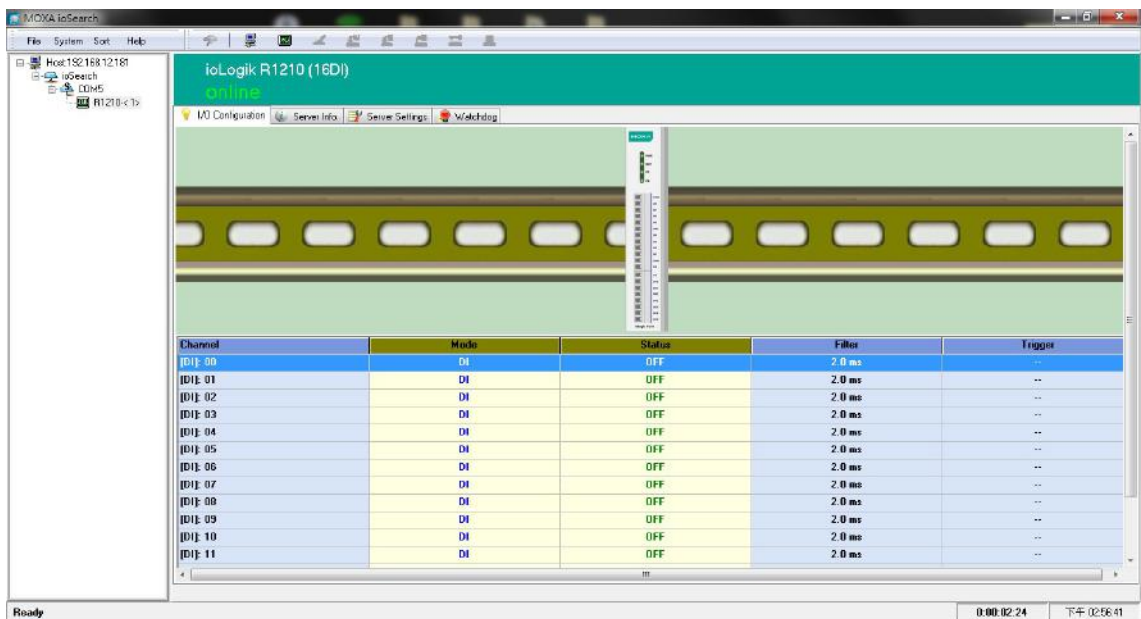 MOXA ioSearch
File System Sort Help
Host:192.168.12.181
ioSearch
COM5
R1210-< 1>
ioLogik R1210 (16DI)
online
I/O Configuration Server Info Server Settings Watchdog
MOXA
Channel Mode Status Filter Trigger
[DI]: 00 DI OFF 2.0 ms --
[DI]: 01 DI OFF 2.0 ms --
[DI]: 02 DI OFF 2.0 ms --
[DI]: 03 DI OFF 2.0 ms --
[DI]: 04 DI OFF 2.0 ms --
[DI]: 05 DI OFF 2.0 ms --
[DI]: 06 DI OFF 2.0 ms --
[DI]: 07 DI OFF 2.0 ms --
[DI]: 08 DI OFF 2.0 ms --
[DI]: 09 DI OFF 2.0 ms --
[DI]: 10 DI OFF 2.0 ms --
[DI]: 11 DI OFF 2.0 ms --
Ready 0:00:02:24 下午 02:56:41